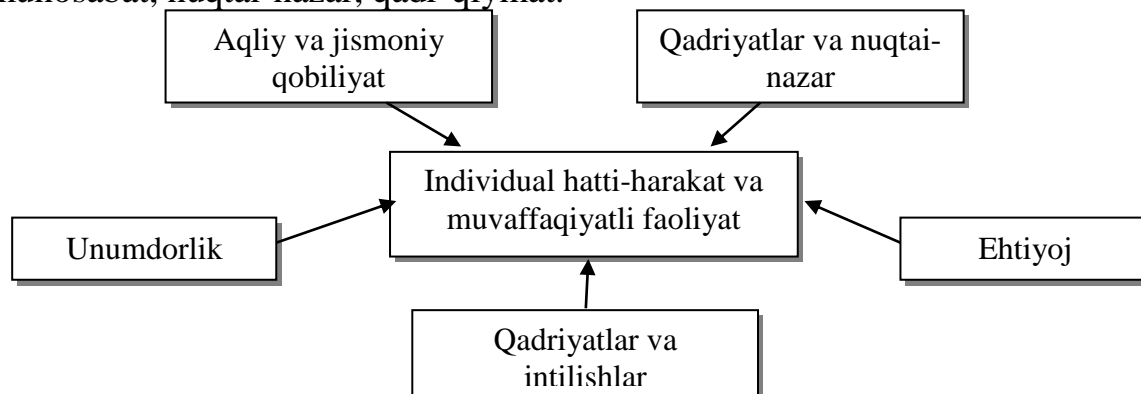 Aqliy va jismoniy
qobiliyat
Qadriyatlar va nuqtai-
nazar
Individual hatti-harakat va
muvaffaqiyatli faoliyat
Unumdorlik
Ehtiyoj
Qadriyatlar va
intilishlar